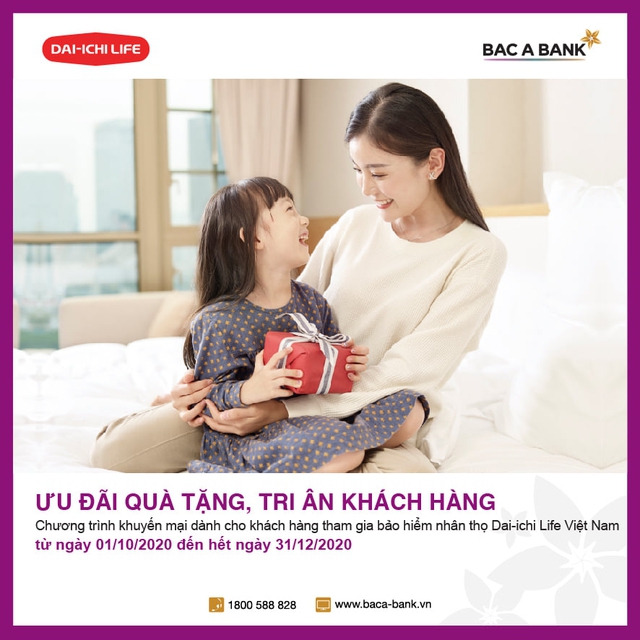 DAI-ICHI LIFE
BAC A BANK
ƯU ĐÃI QUÀ TẶNG, TRI ÂN KHÁCH HÀNG
Chương trình khuyến mại dành cho khách hàng tham gia bảo hiểm nhân thọ Dai-ichi Life Việt Nam
từ ngày 01/10/2020 đến hết ngày 31/12/2020
1800 588 828
www.baca-bank.vn